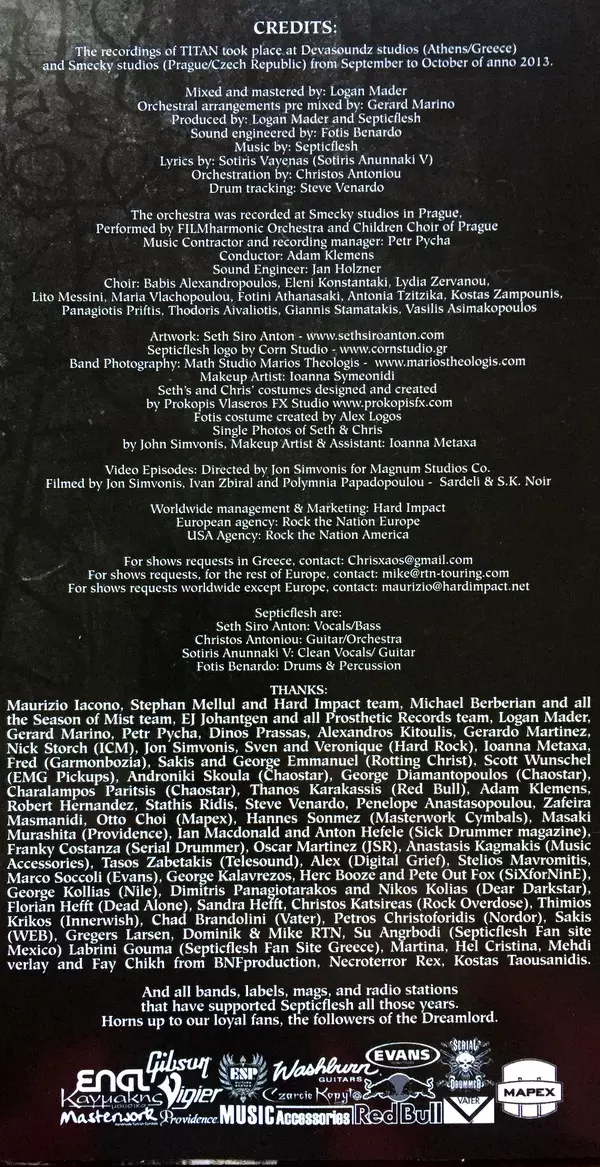 CREDITS:
The recordings of TITAN took place at Devasoundz studios (Athens/Greece)
and Smecky studios (Prague/Czech Republic) from September to October of anno 2013.
Mixed and mastered by: Logan Mader
Orchestral arrangements pre mixed by: Gerard Marino
Produced by: Logan Mader and Septicflesh
Sound engineered by: Fotis Benardo
Music by: Septicflesh
Lyrics by: Sotiris Vayenas (Sotiris Anunnaki V)
Orchestration by: Christos Antoniou
Drum tracking: Steve Venardo
The orchestra was recorded at Smecky studios in Prague.
Performed by FILMharmonic Orchestra and Children Choir of Prague
Music Contractor and recording manager: Petr Pycha
Conductor: Adam Klemens
Sound Engineer: Jan Holzner
Choir: Babis Alexandropoulos, Eleni Konstantaki, Lydia Zervanou,
Lito Messini, Maria Vlachopoulou, Fotini Athanasaki, Antonia Tzitzika, Kostas Zampounis,
Panagiotis Priftis, Thodoris Aivaliotis, Giannis Stamatakis, Vasilis Asimakopoulos
Artwork: Seth Siro Anton - www.sethsiroanton.com
Septicflesh logo by Corn Studio - www.cornstudio.gr
Band Photography: Math Studio Marios Theologis - www.mariostheologis.com
Makeup Artist: Ioanna Symeonidi
Seth's and Chris' costumes designed and created
by Prokopis Vlaseros FX Studio www.prokopisfx.com
Fotis costume created by Alex Logos
Single Photos of Seth & Chris
by John Simvonis, Makeup Artist & Assistant: Ioanna Metaxa
Video Episodes: Directed by Jon Simvonis for Magnum Studios Co.
Filmed by Jon Simvonis, Ivan Zbiral and Polymnia Papadopoulou - Sardeli & S.K. Noir
Worldwide management & Marketing: Hard Impact
European agency: Rock the Nation Europe
USA Agency: Rock the Nation America
For shows requests in Greece, contact: Chrisxaos@gmail.com
For shows requests, for the rest of Europe, contact: mike@rtn-touring.com
For shows requests worldwide except Europe, contact: maurizio@hardimpact.net
Septicflesh are:
Seth Siro Anton: Vocals/Bass
Christos Antoniou: Guitar/Orchestra
Sotiris Anunnaki V: Clean Vocals/ Guitar
Fotis Benardo: Drums & Percussion
THANKS:
Maurizio Iacono, Stephan Mellul and Hard Impact team, Michael Berberian and all
the Season of Mist team, EJ Johantgen and all Prosthetic Records team, Logan Mader,
Gerard Marino, Petr Pycha, Dinos Prassas, Alexandros Kitoulis, Gerardo Martinez,
Nick Storch (ICM), Jon Simvonis, Sven and Veronique (Hard Rock), Ioanna Metaxa,
Fred (Garmonbozia), Sakis and George Emmanuel (Rotting Christ), Scott Wunschel
(EMG Pickups), Androniki Skoula (Chaostar), George Diamantopoulos (Chaostar),
Charalampos Paritsis (Chaostar), Thanos Karakassis (Red Bull), Adam Klemens,
Robert Hernandez, Stathis Ridis, Steve Venardo, Penelope Anastasopoulou, Zafeira
Masmanidi, Otto Choi (Mapex), Hannes Sonmez (Masterwork Cymbals), Masaki
Murashita (Providence), Ian Macdonald and Anton Hefele (Sick Drummer magazine),
Franky Costanza (Serial Drummer), Oscar Martinez (JSR), Anastasis Kagmakis (Music
Accessories), Tasos Zabetakis (Telesound), Alex (Digital Grief), Stelios Mavromitis,
Marco Soccoli (Evans), George Kalavrezos, Herc Booze and Pete Out Fox (SiXforNinE),
George Kollias (Nile), Dimitris Panagiotarakos and Nikos Kolias (Dear Darkstar),
Florian Hefft (Dead Alone), Sandra Hefft, Christos Katsireas (Rock Overdose), Thimios
Krikos (Innerwish), Chad Brandolini (Vater), Petros Christoforidis (Nordor), Sakis
(WEB), Gregers Larsen, Dominik & Mike RTN, Su Angrbodi (Septicflesh Fan site
Mexico) Labrini Gouma (Septicflesh Fan Site Greece), Martina, Hel Cristina, Mehdi
verlay and Fay Chikh from BNFproduction, Necroterror Rex, Kostas Taousanidis.
And all bands, labels, mags, and radio stations
that have supported Septicflesh all those years.
Horns up to our loyal fans, the followers of the Dreamlord.
ENGL Gibson ESP Washburn GUITARS EVANS SERIAL DRUMMER MAPEX
Καγμακης μουσικα Vigier Czarcie Kopyto VATER
Masterwork Providence MUSIC Accessories Red Bull